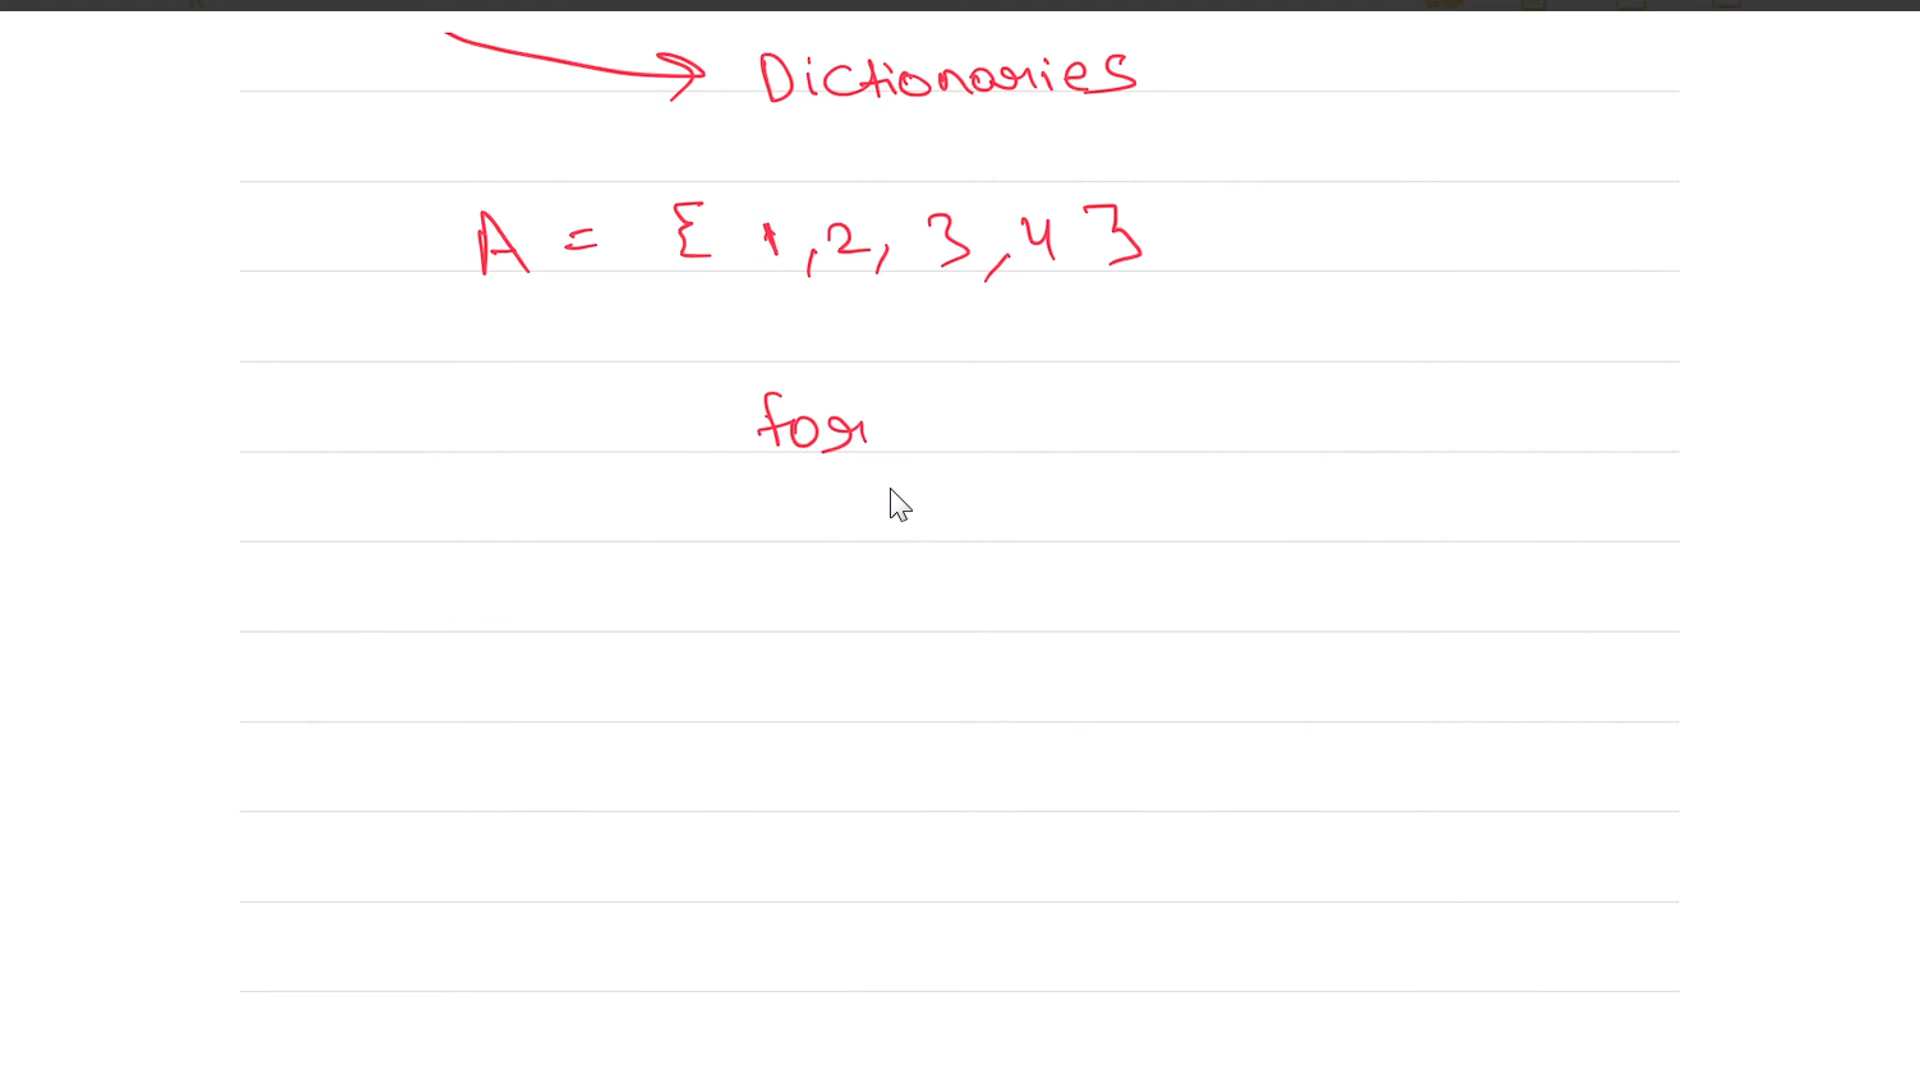 → Dictionaries
A = { 1, 2, 3, 4 }
for